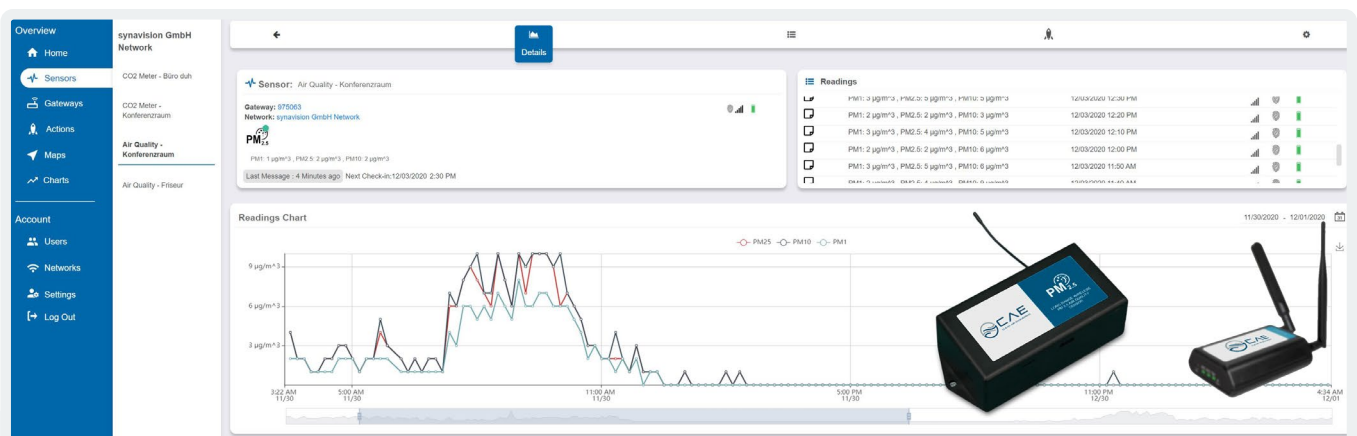 Overview
Home
Sensors
Gateways
Actions
Maps
Charts
Account
Users
Networks
Settings
Log Out
synavision GmbH
Network
CO2 Meter - Büro duh
CO2 Meter -
Konferenzraum
Air Quality -
Konferenzraum
Air Quality - Friseur
Details
Sensor: Air Quality - Konferenzraum
Gateway: 975063
Network: synavision GmbH Network
PM2.5
PM1: 1 µg/m^3 , PM2.5: 2 µg/m^3 , PM10: 2 µg/m^3
Last Message : 4 Minutes ago Next Check-in:12/03/2020 2:30 PM
Readings
PM1: 3 µg/m^3 , PM2.5: 5 µg/m^3 , PM10: 5 µg/m^3 12/03/2020 12:30 PM
PM1: 2 µg/m^3 , PM2.5: 2 µg/m^3 , PM10: 3 µg/m^3 12/03/2020 12:20 PM
PM1: 3 µg/m^3 , PM2.5: 4 µg/m^3 , PM10: 5 µg/m^3 12/03/2020 12:10 PM
PM1: 2 µg/m^3 , PM2.5: 2 µg/m^3 , PM10: 6 µg/m^3 12/03/2020 12:00 PM
PM1: 3 µg/m^3 , PM2.5: 5 µg/m^3 , PM10: 6 µg/m^3 12/03/2020 11:50 AM
12/03/2020 11:40 AM
Readings Chart
11/30/2020 - 12/01/2020
PM25 PM10 PM1
9 µg/m^3
6 µg/m^3
3 µg/m^3
3:22 AM
11/30
5:00 AM
11/30
11:00 AM
11/30
5:00 PM
11/30
11:00 PM
12/30
4:34 AM
12/01
CAE
PM2.5
CAE